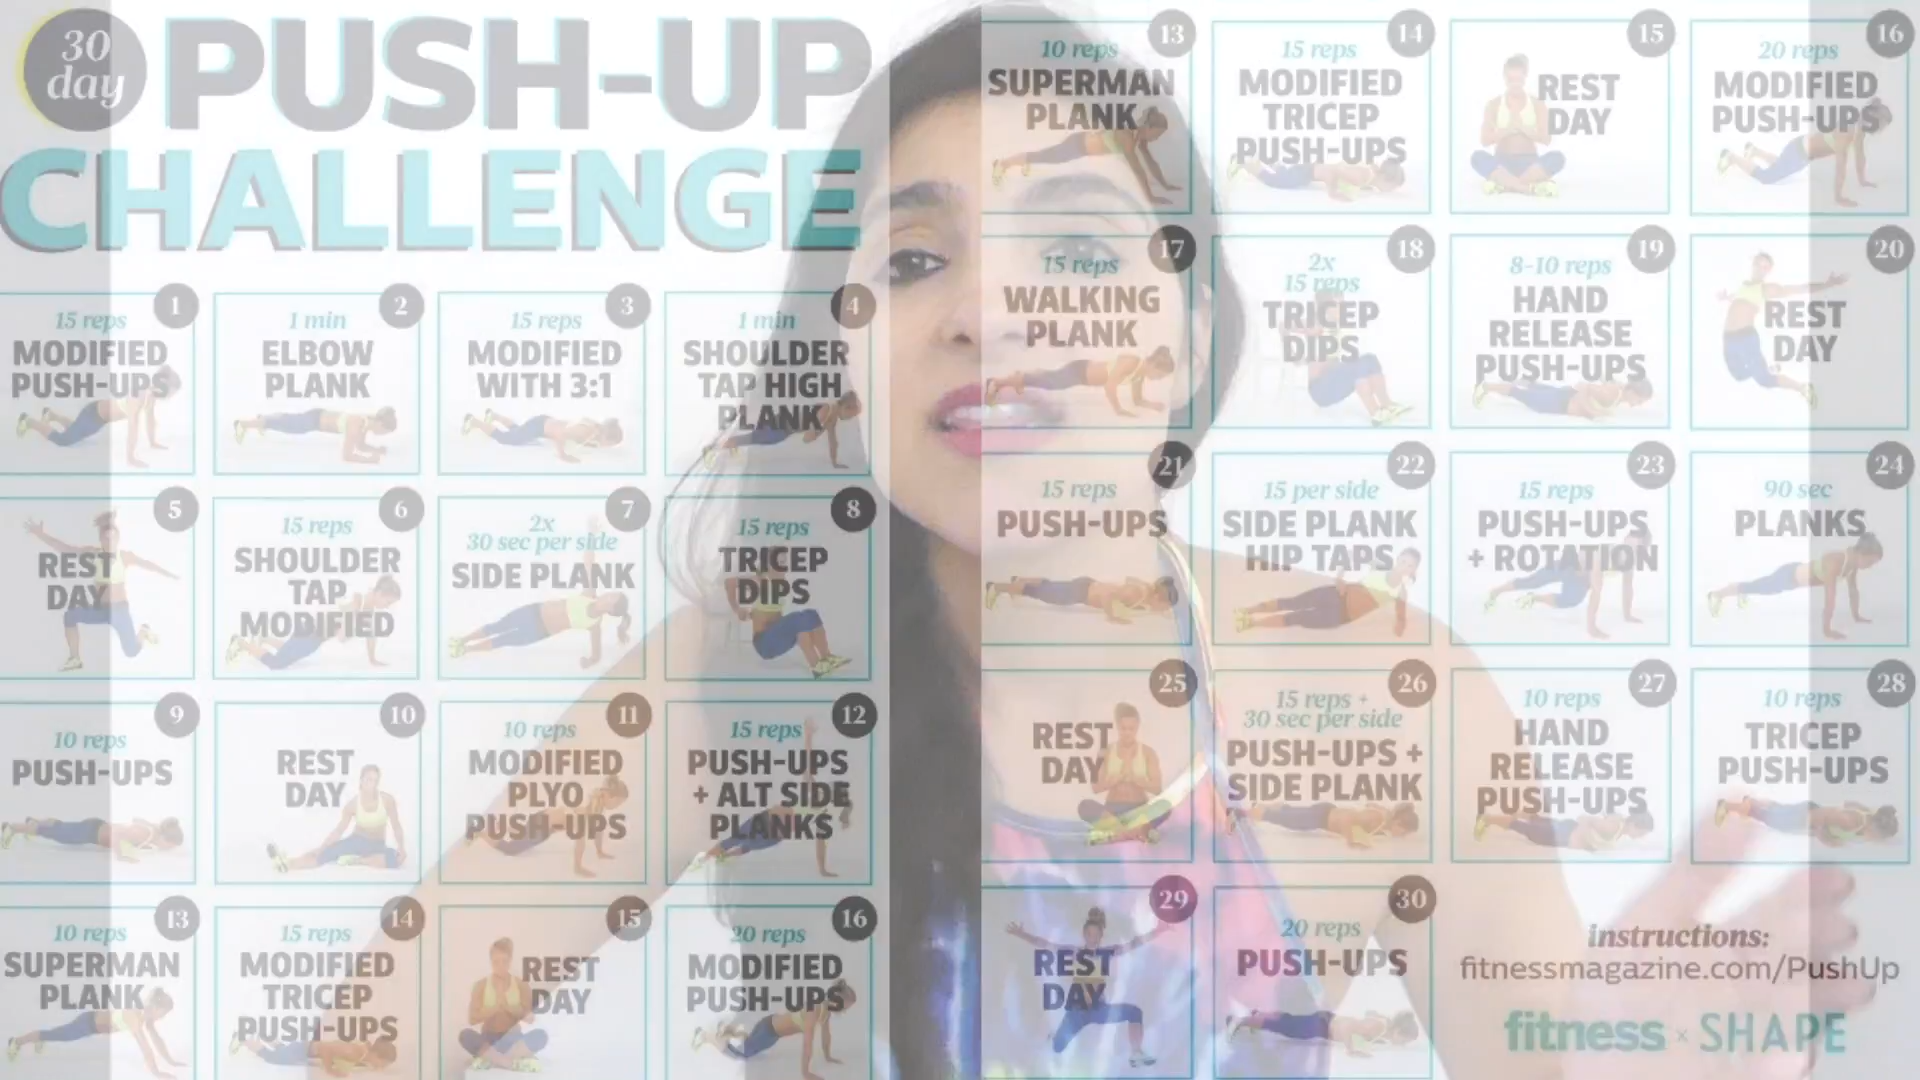 30
day
PUSH-UP
CHALLENGE
1
15 reps
MODIFIED
PUSH-UPS
2
1 min
ELBOW
PLANK
3
15 reps
MODIFIED
WITH 3:1
4
1 min
SHOULDER
TAP HIGH
PLANK
5
REST
DAY
6
15 reps
SHOULDER
TAP
MODIFIED
7
2x
30 sec per side
SIDE PLANK
8
15 reps
TRICEP
DIPS
9
10 reps
PUSH-UPS
10
REST
DAY
11
10 reps
MODIFIED
PLYO
PUSH-UPS
12
15 reps
PUSH-UPS
+ ALT SIDE
PLANKS
13
10 reps
SUPERMAN
PLANK
14
15 reps
MODIFIED
TRICEP
PUSH-UPS
15
REST
DAY
16
20 reps
MODIFIED
PUSH-UPS
13
10 reps
SUPERMAN
PLANK
14
15 reps
MODIFIED
TRICEP
PUSH-UPS
15
REST
DAY
16
20 reps
MODIFIED
PUSH-UPS
17
15 reps
WALKING
PLANK
18
2x
15 reps
TRICEP
DIPS
19
8-10 reps
HAND
RELEASE
PUSH-UPS
20
REST
DAY
21
15 reps
PUSH-UPS
22
15 per side
SIDE PLANK
HIP TAPS
23
15 reps
PUSH-UPS
+ ROTATION
24
90 sec
PLANKS
25
REST
DAY
26
15 reps +
30 sec per side
PUSH-UPS +
SIDE PLANK
27
10 reps
HAND
RELEASE
PUSH-UPS
28
10 reps
TRICEP
PUSH-UPS
29
REST
DAY
30
20 reps
PUSH-UPS
instructions:
fitnessmagazine.com/PushUp
fitness x SHAPE